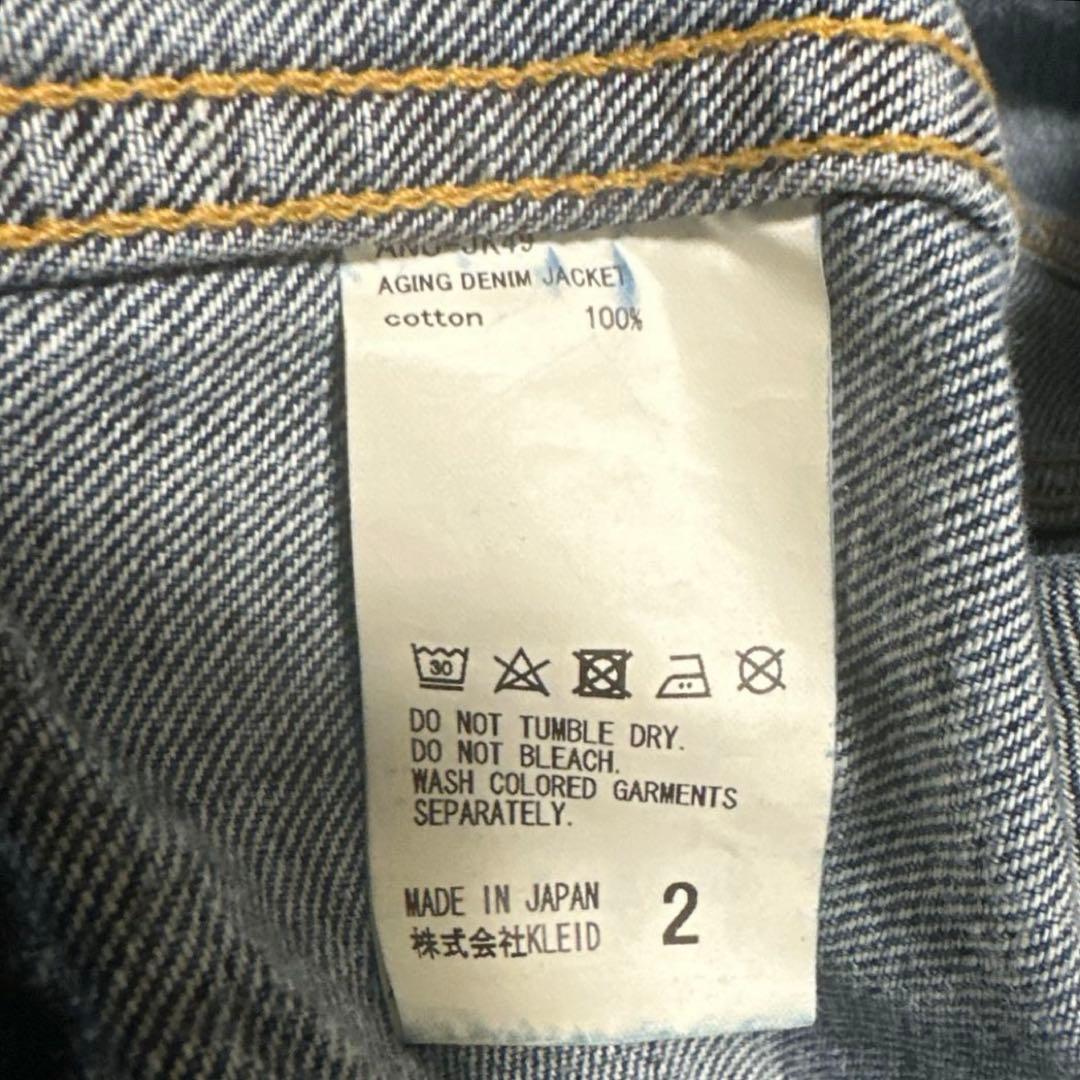 AGING DENIM JACKET
cotton 100%
30
DO NOT TUMBLE DRY.
DO NOT BLEACH.
WASH COLORED GARMENTS
SEPARATELY.
MADE IN JAPAN 2
株式会社KLEID